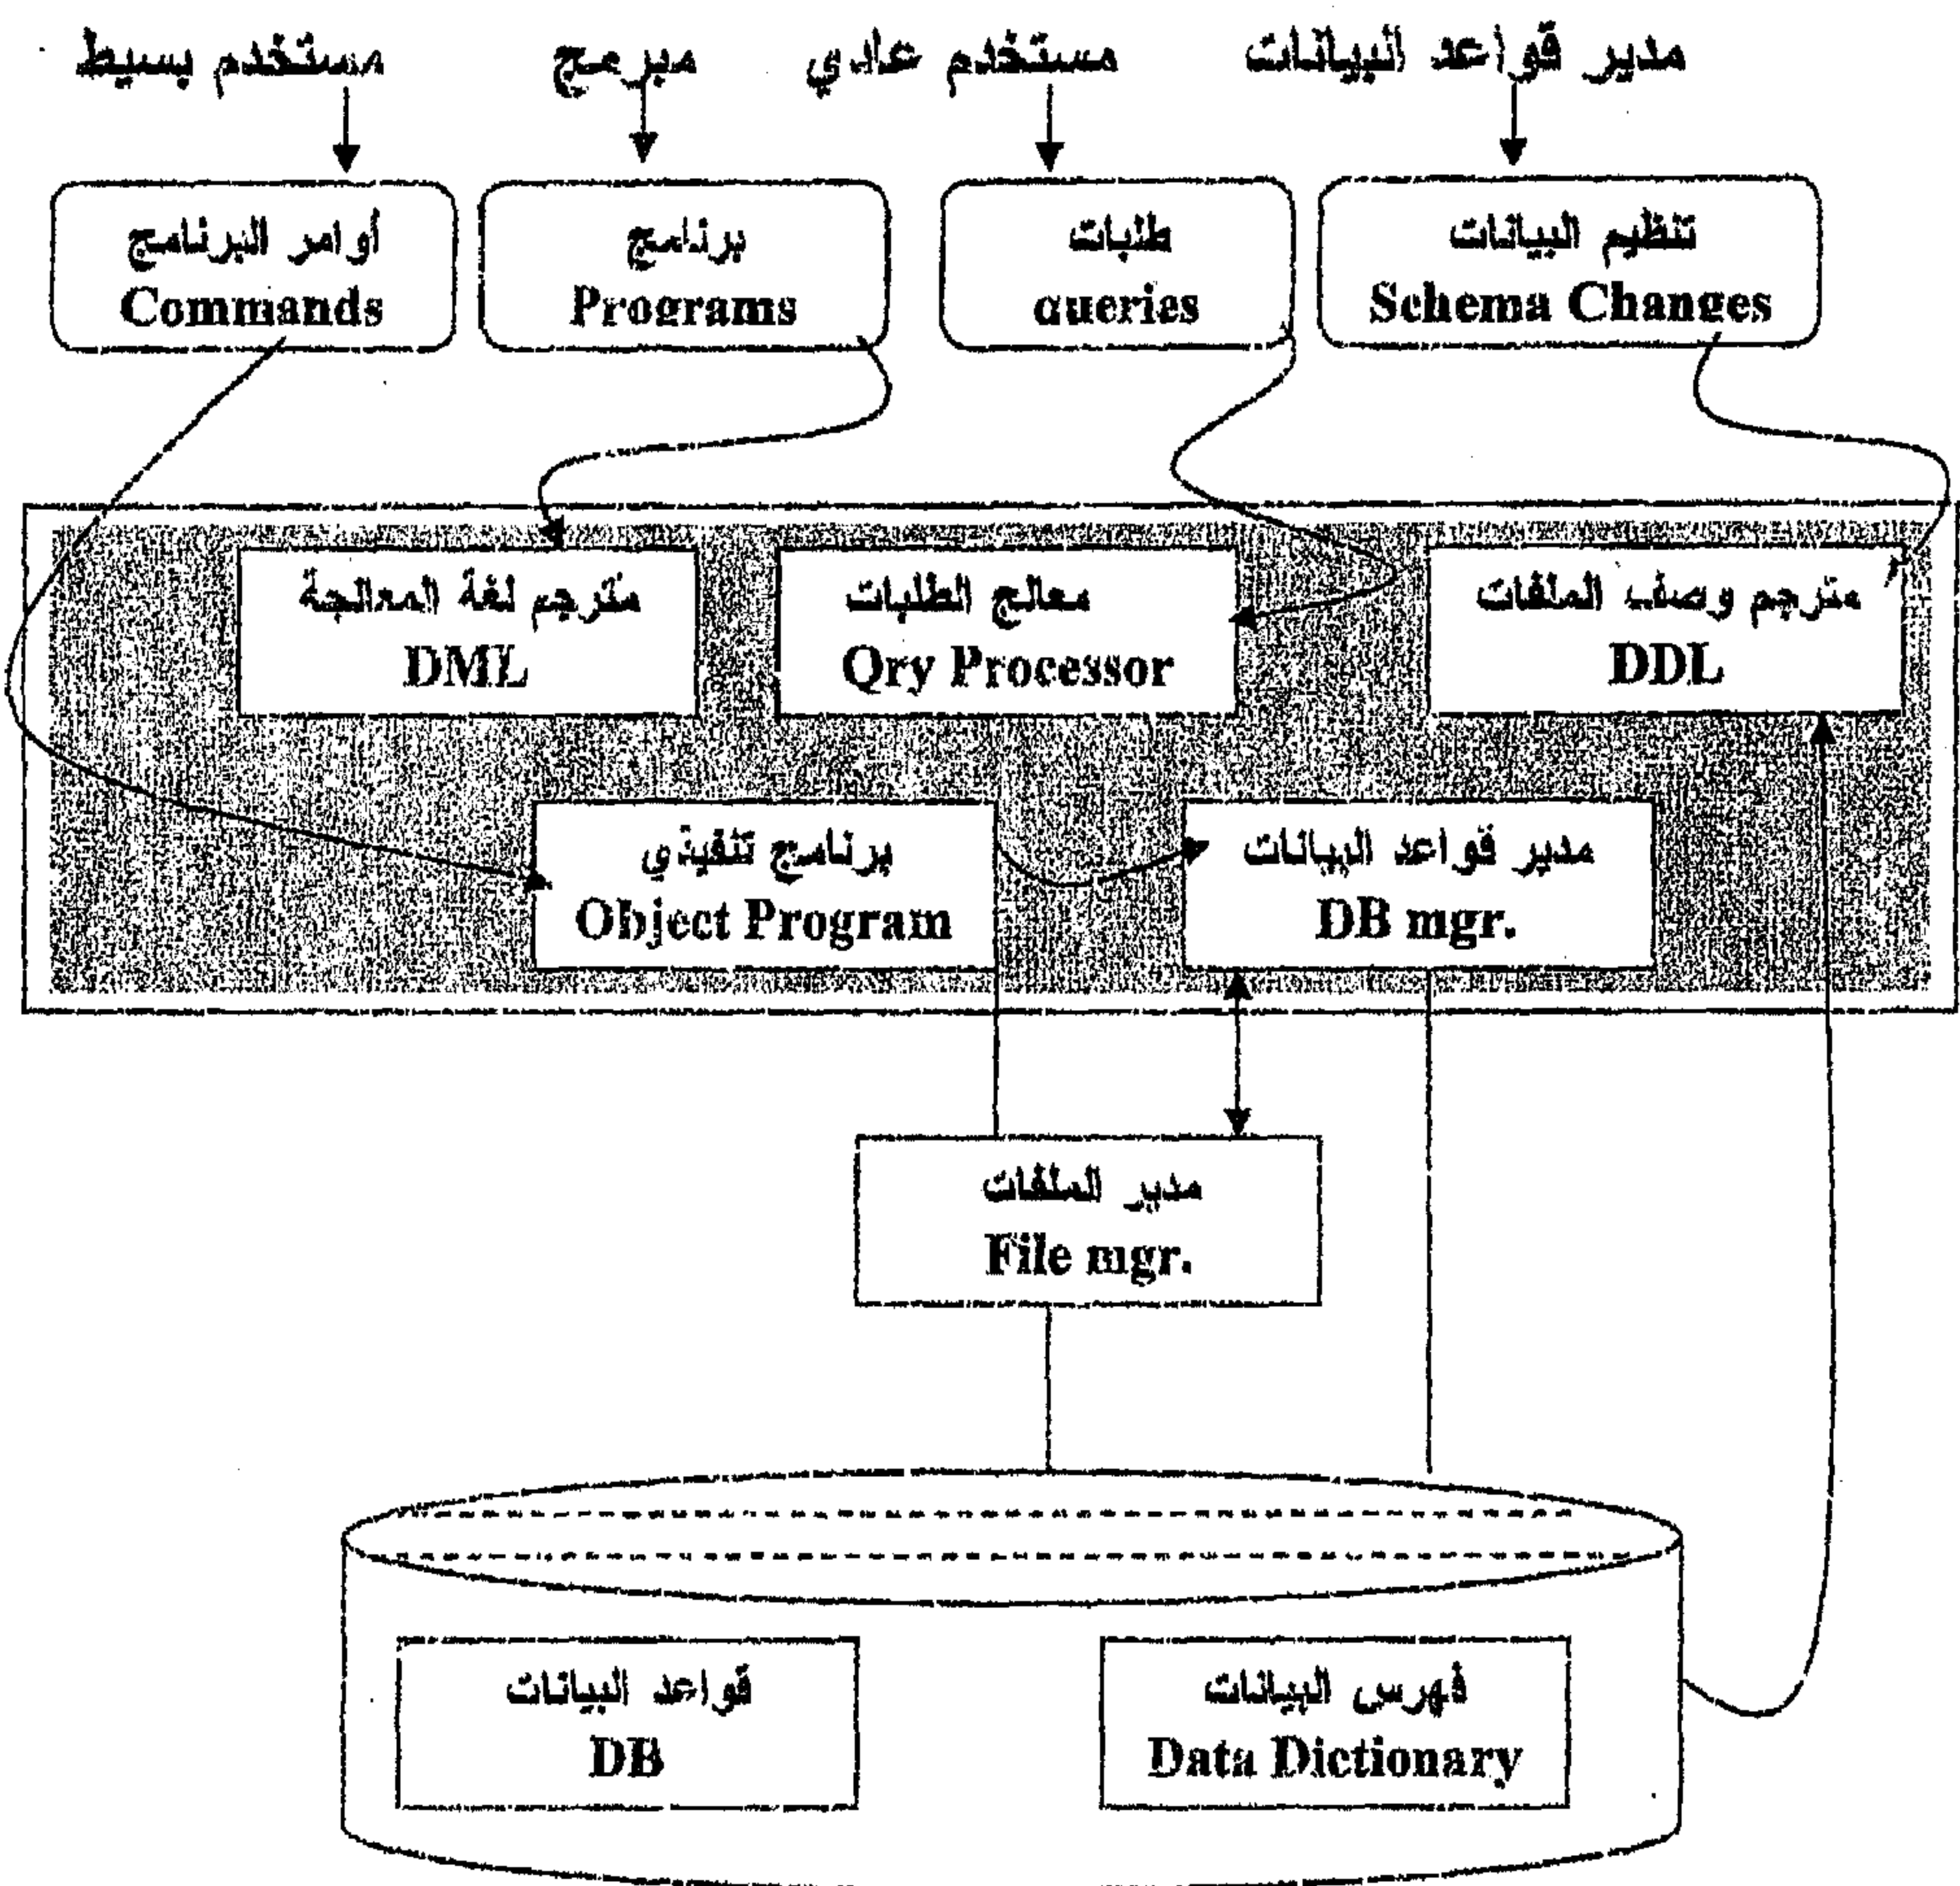 مدير قواعد البيانات
مستخدم عادي
مبرمج
مستخدم بسيط
تنظيم البيانات
Schema Changes
طلبات
queries
برنامج
Programs
أوامر البرنامج
Commands
مترجم وصف الملفات
DDL
معالج الطلبات
Qry Processor
مترجم لغة المعالجة
DML
مدير قواعد البيانات
DB mgr.
برنامج تنفيذي
Object Program
مدير الملفات
File mgr.
فهرس البيانات
Data Dictionary
قواعد البيانات
DB